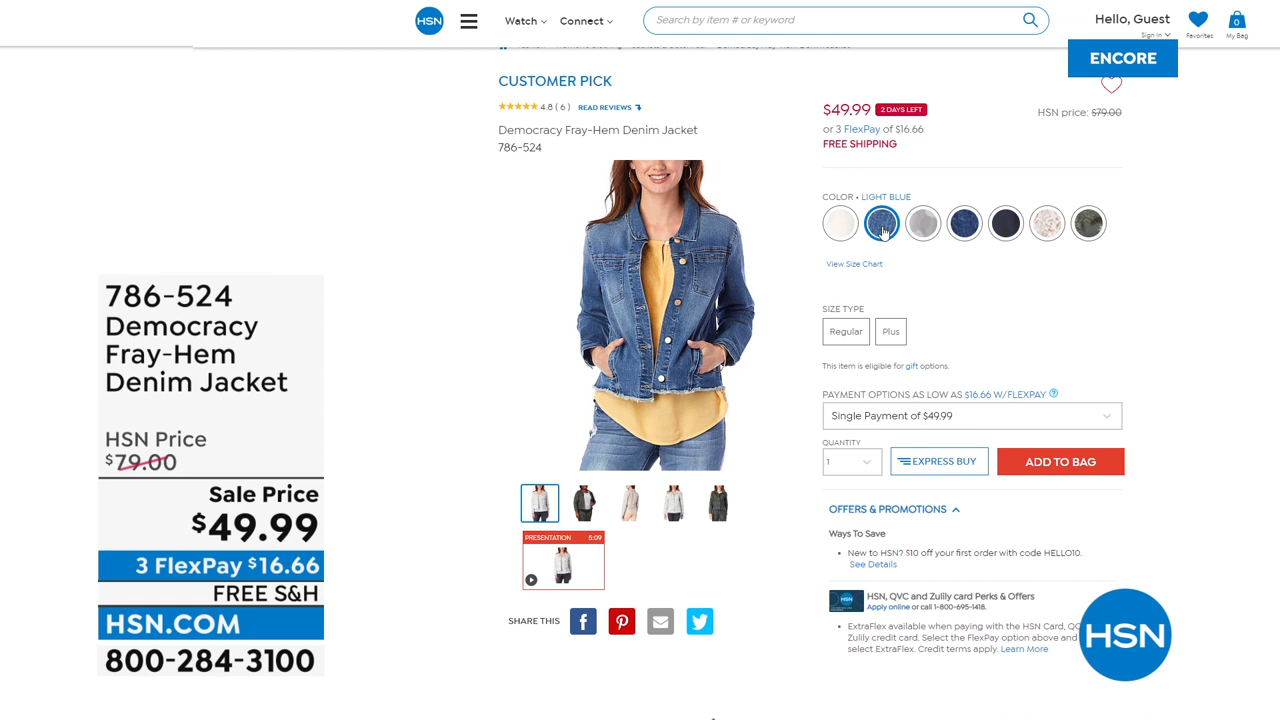 HSN
Watch
Connect
Search by item # or keyword
Hello, Guest
Sign In
Favorites
0
My Bag
ENCORE
CUSTOMER PICK
4.8 ( 6 ) READ REVIEWS
Democracy Fray-Hem Denim Jacket
786-524
$49.99 2 DAYS LEFT
HSN price: $79.00
or 3 FlexPay of $16.66
FREE SHIPPING
COLOR • LIGHT BLUE
View Size Chart
SIZE TYPE
Regular Plus
This item is eligible for gift options.
PAYMENT OPTIONS AS LOW AS $16.66 W/FLEXPAY ?
Single Payment of $49.99
QUANTITY
1
EXPRESS BUY
ADD TO BAG
OFFERS & PROMOTIONS
Ways To Save
• New to HSN? $10 off your first order with code HELLO10.
See Details
HSN
HSN, QVC and Zulily card Perks & Offers
Apply online or call 1-800-695-1418.
• ExtraFlex available when paying with the HSN Card, QC
Zulily credit card. Select the FlexPay option above and
select ExtraFlex. Credit terms apply. Learn More
HSN
PRESENTATION 5:09
SHARE THIS
786-524
Democracy
Fray-Hem
Denim Jacket
HSN Price
$79.00
Sale Price
$49.99
3 FlexPay $16.66
FREE S&H
HSN.COM
800-284-3100